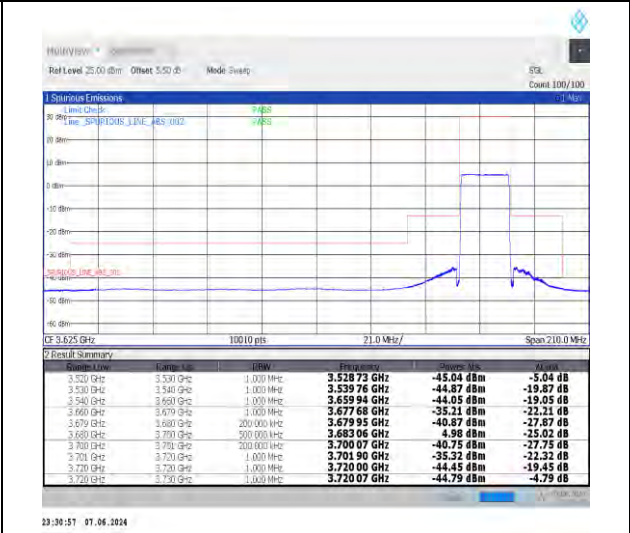 MultiView
Ref Level 25.00 dBm Offset 5.50 dB Mode Sweep SGL
Count 100/100
1 Spurious Emissions
Limit Check PASS
Line _SPURIOUS_LINE_ABS_002 PASS
30 dBm
20 dBm
10 dBm
0 dBm
-10 dBm
-20 dBm
-30 dBm
-50 dBm
-60 dBm
CF 3.625 GHz 10010 pts 21.0 MHz/ Span 210.0 MHz
2 Result Summary
Range Low Range Up RBW Frequency Power Abs ΔLimit
3.520 GHz 3.530 GHz 1.000 MHz 3.528 73 GHz -45.04 dBm -5.04 dB
3.530 GHz 3.540 GHz 1.000 MHz 3.539 76 GHz -44.87 dBm -19.87 dB
3.540 GHz 3.660 GHz 1.000 MHz 3.659 94 GHz -44.05 dBm -19.05 dB
3.660 GHz 3.679 GHz 1.000 MHz 3.677 68 GHz -35.21 dBm -22.21 dB
3.679 GHz 3.680 GHz 200.000 kHz 3.679 95 GHz -40.87 dBm -27.87 dB
3.680 GHz 3.700 GHz 500.000 kHz 3.683 06 GHz 4.98 dBm -25.02 dB
3.700 GHz 3.701 GHz 200.000 kHz 3.700 07 GHz -40.75 dBm -27.75 dB
3.701 GHz 3.720 GHz 1.000 MHz 3.701 90 GHz -35.32 dBm -22.32 dB
3.720 GHz 3.720 GHz 1.000 MHz 3.720 00 GHz -44.45 dBm -19.45 dB
3.720 GHz 3.730 GHz 1.000 MHz 3.720 07 GHz -44.79 dBm -4.79 dB
23:30:57 07.06.2024